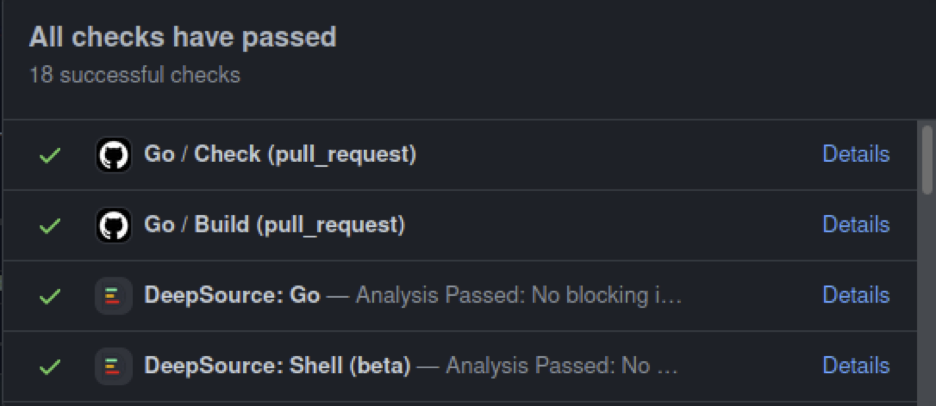 All checks have passed
18 successful checks
Go / Check (pull_request) Details
Go / Build (pull_request) Details
DeepSource: Go — Analysis Passed: No blocking i... Details
DeepSource: Shell (beta) — Analysis Passed: No ... Details